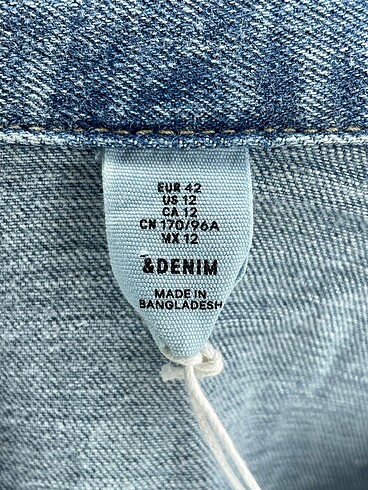 EUR 42
US 12
CA 12
CN 170/96A
MX 12
&DENIM
MADE IN
BANGLADESH